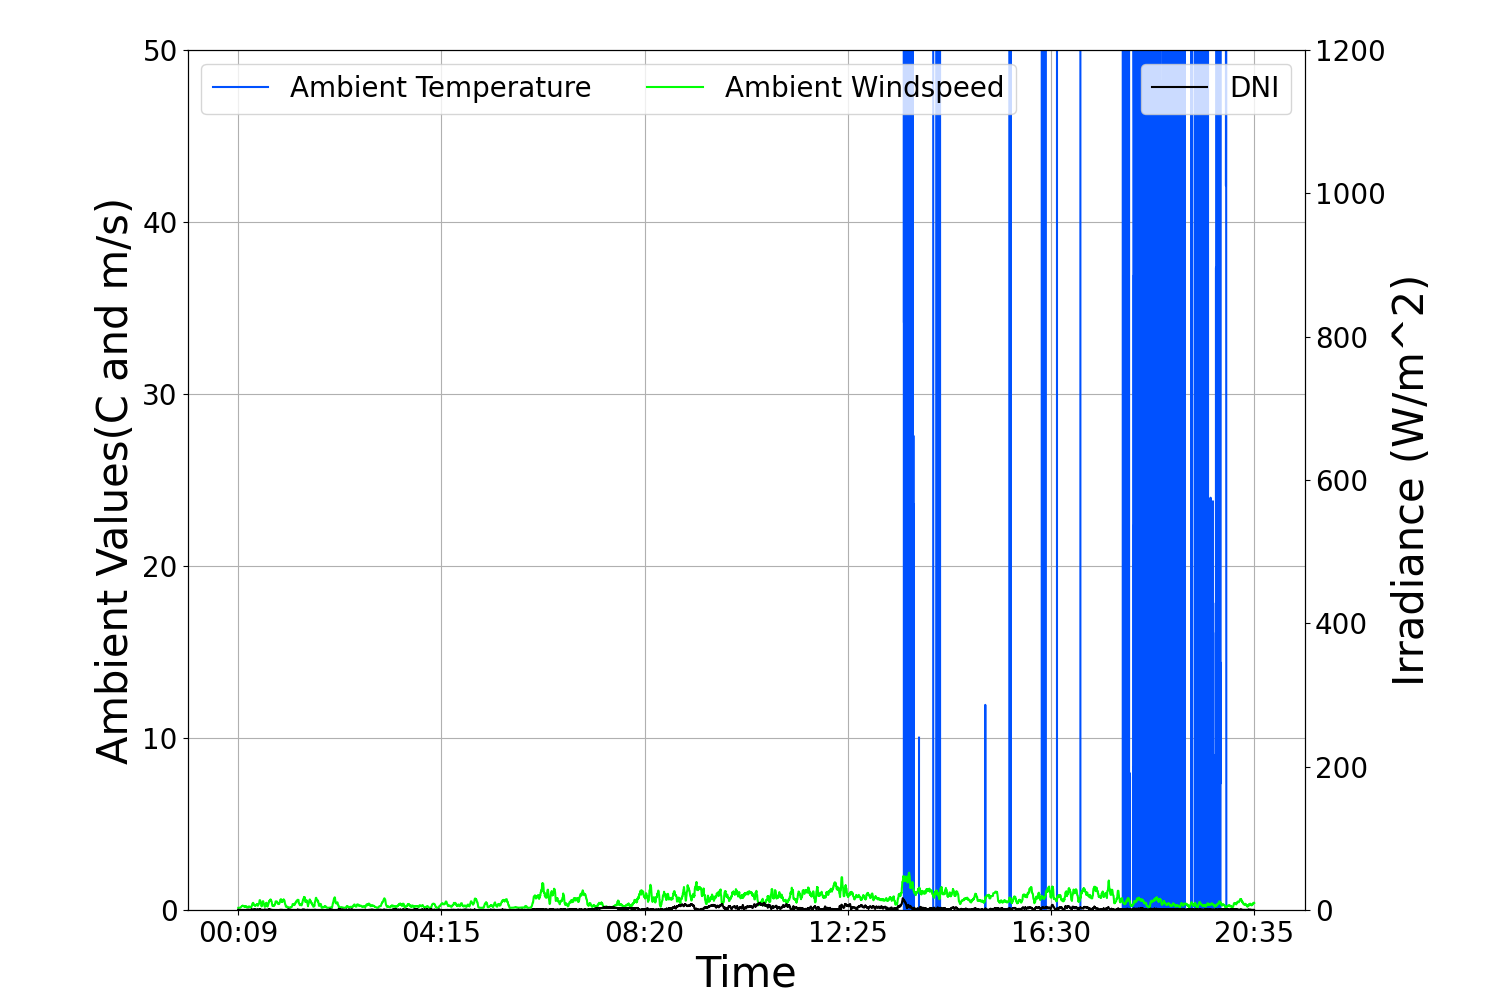 Ambient Temperature
Ambient Windspeed
DNI
50
40
30
20
10
0
Ambient Values(C and m/s)
1200
1000
800
600
400
200
0
Irradiance (W/m^2)
00:09 04:15 08:20 12:25 16:30 20:35
Time